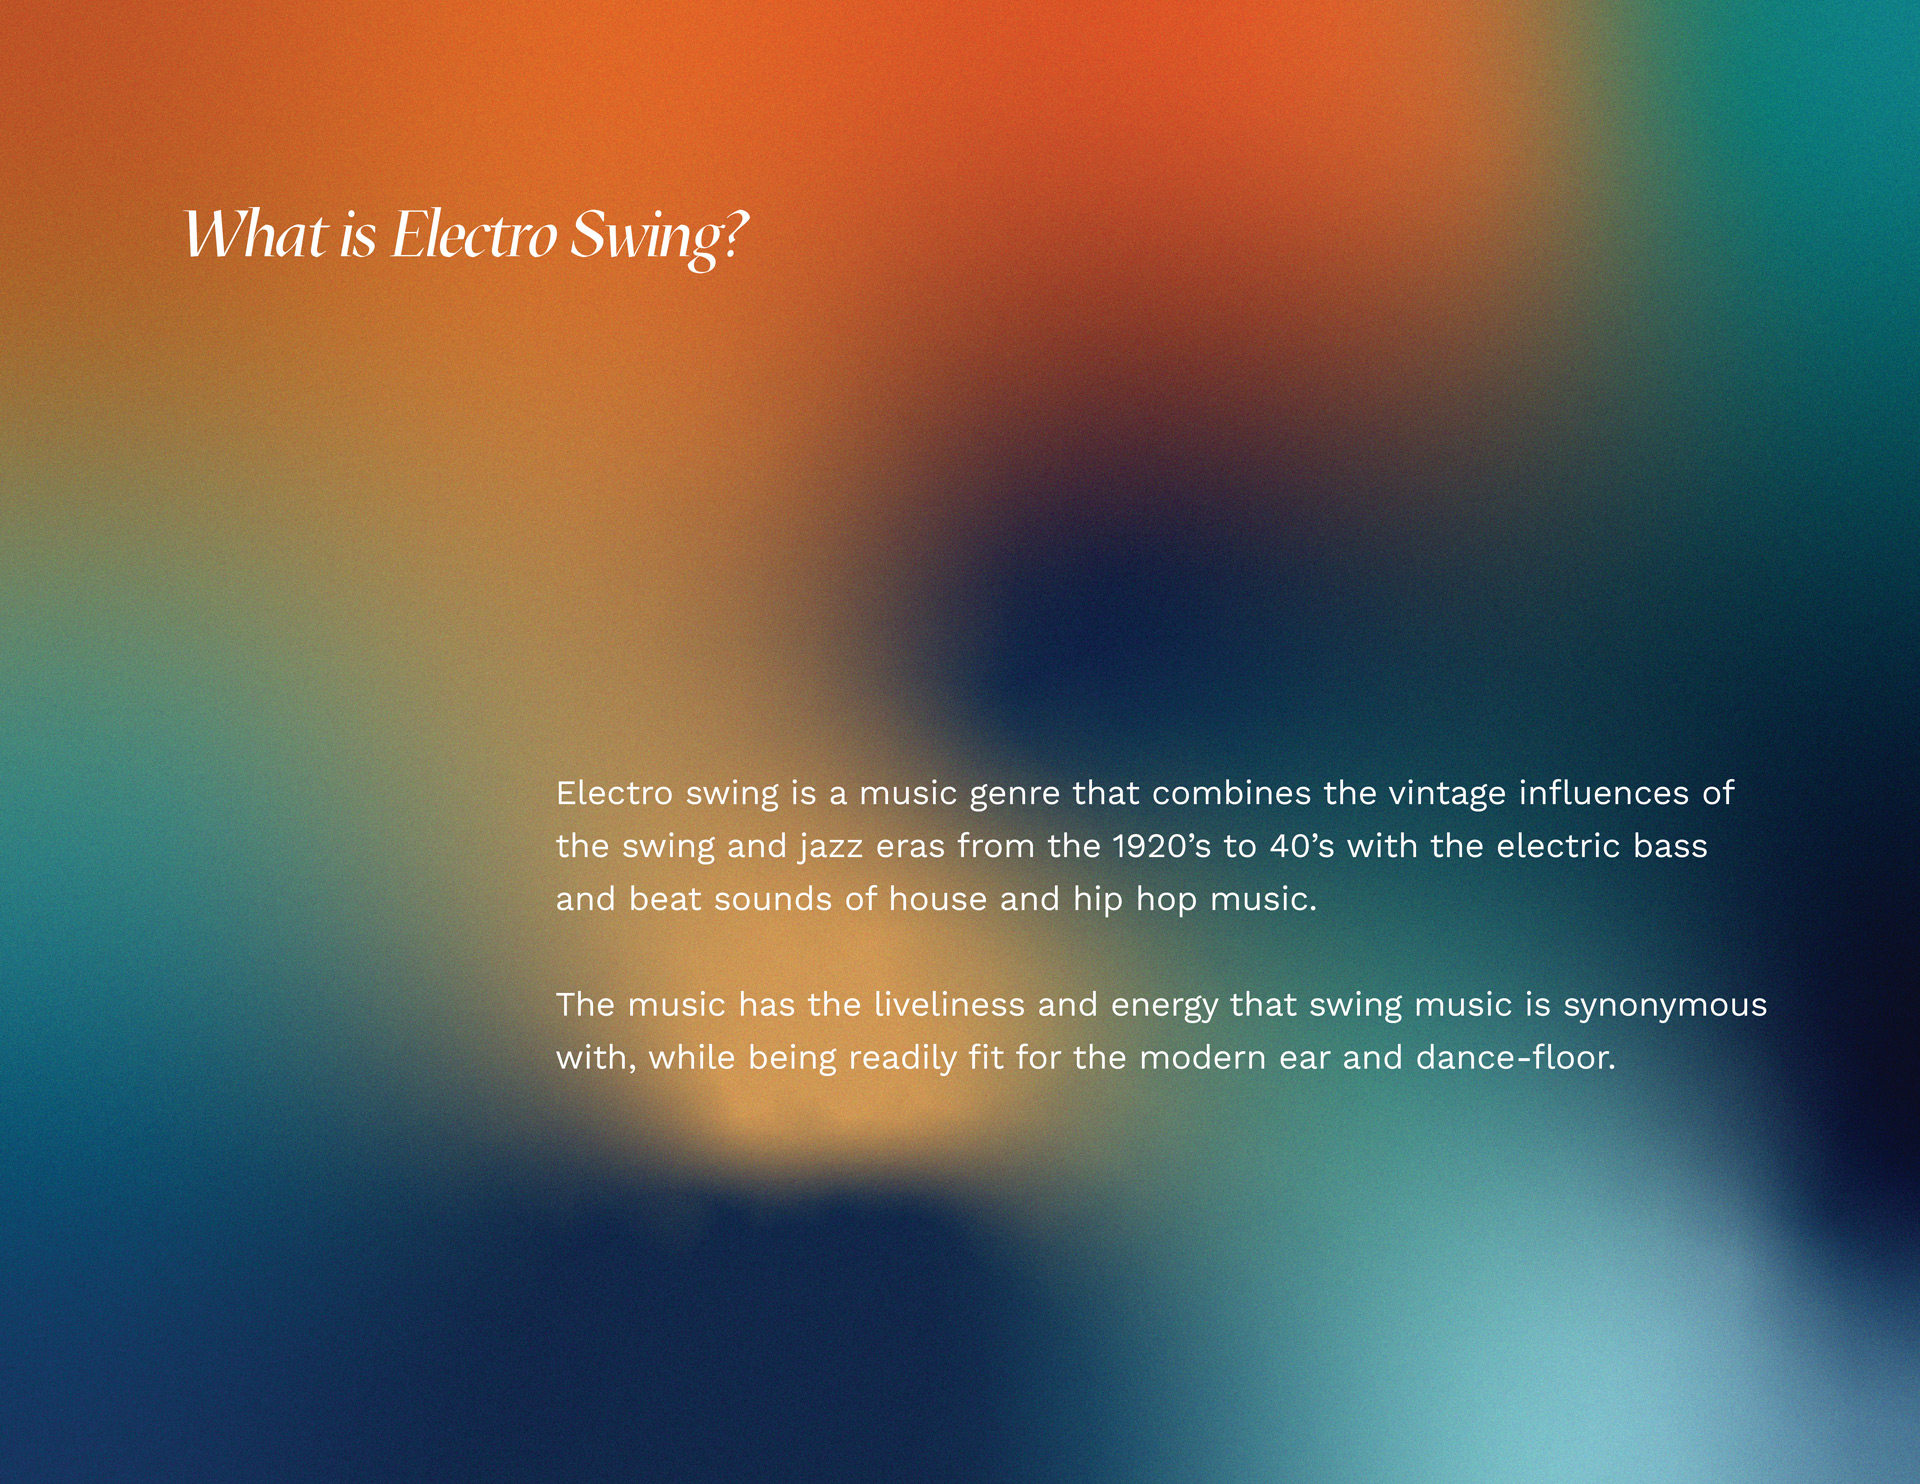 What is Electro Swing?
Electro swing is a music genre that combines the vintage influences of
the swing and jazz eras from the 1920’s to 40’s with the electric bass
and beat sounds of house and hip hop music.
The music has the liveliness and energy that swing music is synonymous
with, while being readily fit for the modern ear and dance-floor.